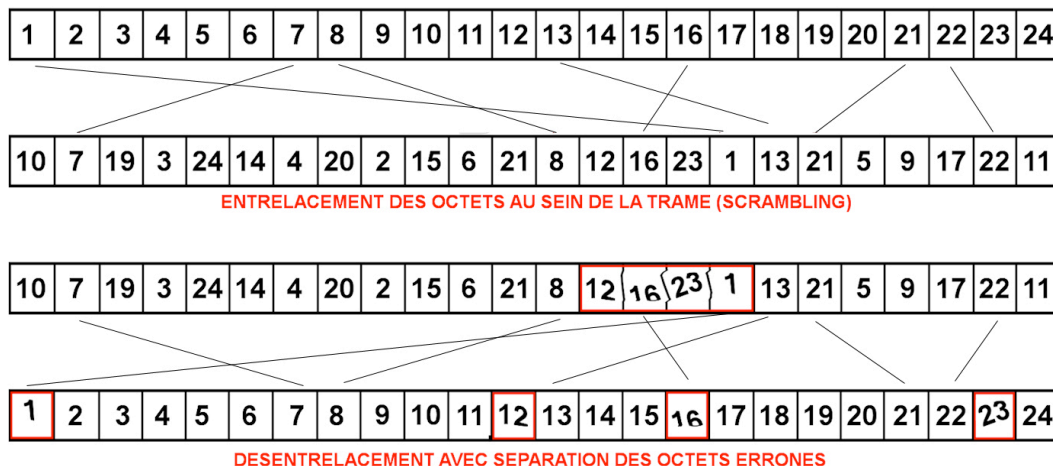 1 2 3 4 5 6 7 8 9 10 11 12 13 14 15 16 17 18 19 20 21 22 23 24
10 7 19 3 24 14 4 20 2 15 6 21 8 12 16 23 1 13 21 5 9 17 22 11
ENTRELACEMENT DES OCTETS AU SEIN DE LA TRAME (SCRAMBLING)
10 7 19 3 24 14 4 20 2 15 6 21 8 12 16 23 1 13 21 5 9 17 22 11
1 2 3 4 5 6 7 8 9 10 11 12 13 14 15 16 17 18 19 20 21 22 23 24
DESENTRELACEMENT AVEC SEPARATION DES OCTETS ERRONES